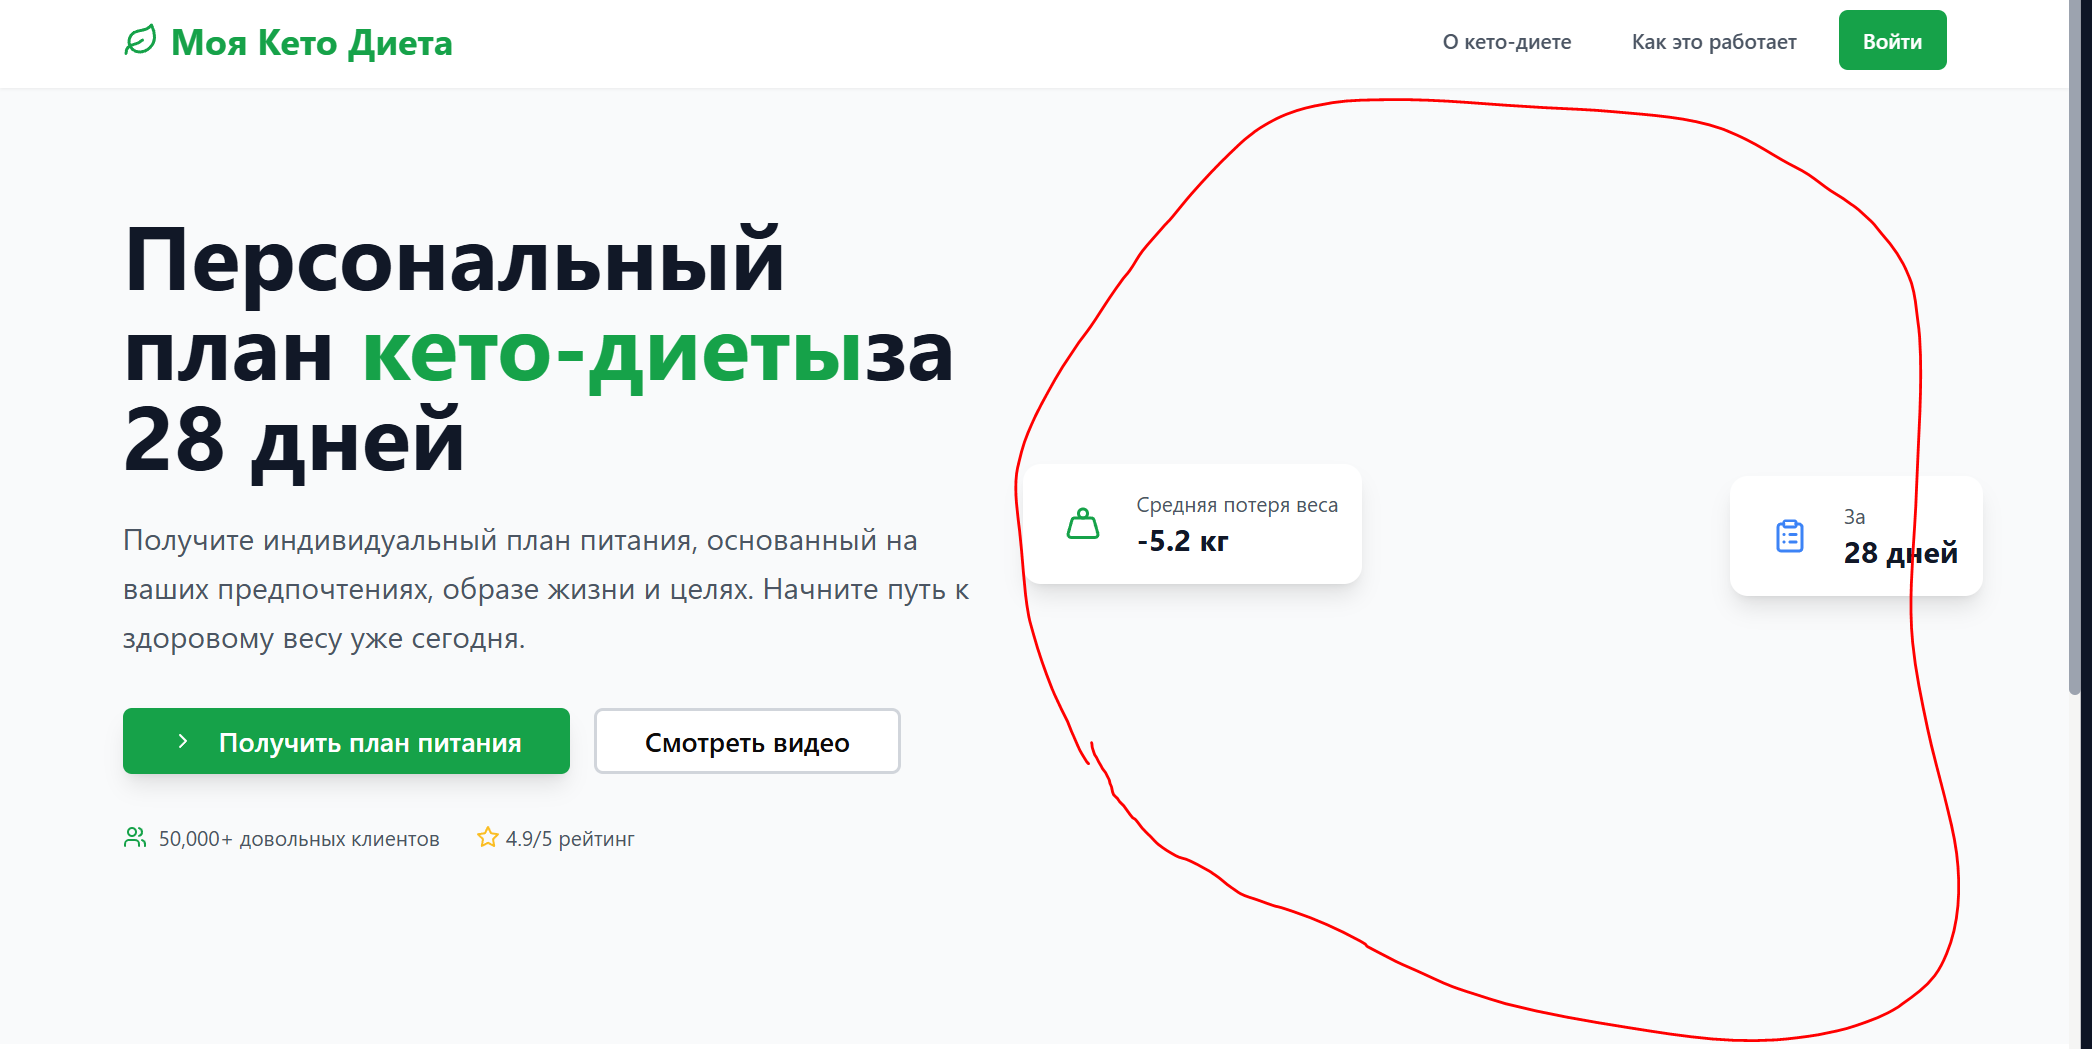 Моя Кето Диета
О кето-диете
Как это работает
Войти
Персональный
план кето-дietызa
28 дней
Получите индивидуальный план питания, основанный на
ваших предпочтениях, образе жизни и целях. Начните путь к
здоровому весу уже сегодня.
Получить план питания
Смотреть видео
50,000+ довольных клиентов
4.9/5 рейтинг
Средняя потеря веса
-5.2 кг
За
28 дней